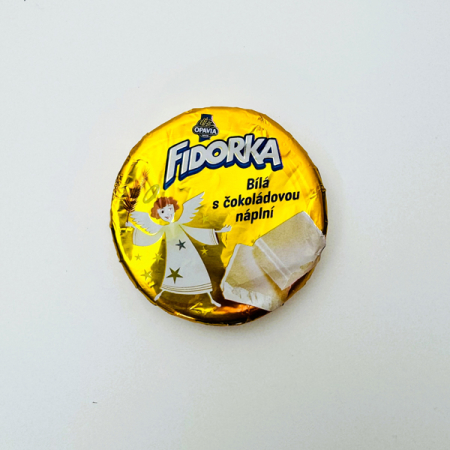 OPAVIA
FIDORKA
Bílá
s čokoládovou
náplní